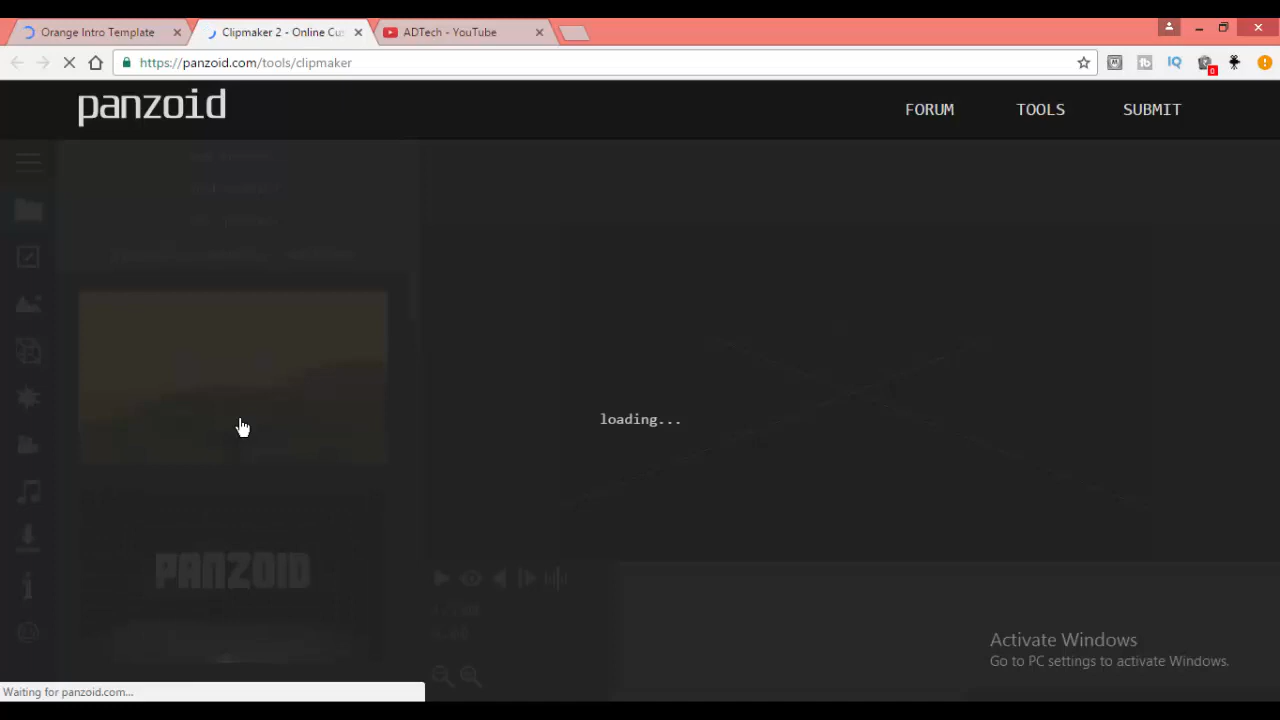 Orange Intro Template
Clipmaker 2 - Online Cus
ADTech - YouTube
https://panzoid.com/tools/clipmaker
panzoid
FORUM
TOOLS
SUBMIT
loading...
PANZOID
Activate Windows
Go to PC settings to activate Windows.
Waiting for panzoid.com...